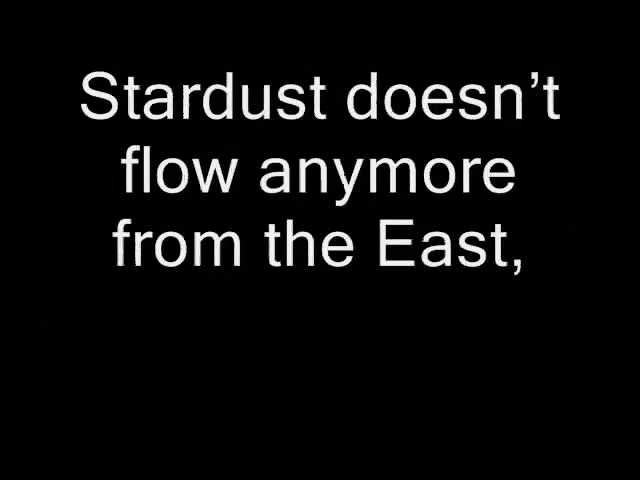 Stardust doesn’t
flow anymore
from the East,